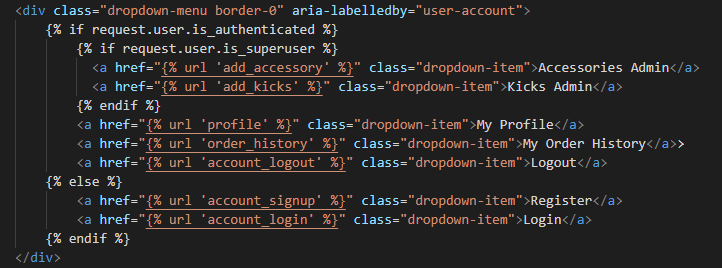 <div class="dropdown-menu border-0" aria-labelledby="user-account">
{% if request.user.is_authenticated %}
{% if request.user.is_superuser %}
<a href="{% url 'add_accessory' %}" class="dropdown-item">Accessories Admin</a>
<a href="{% url 'add_kicks' %}" class="dropdown-item">Kicks Admin</a>
{% endif %}
<a href="{% url 'profile' %}" class="dropdown-item">My Profile</a>
<a href="{% url 'order_history' %}" class="dropdown-item">My Order History</a>>
<a href="{% url 'account_logout' %}" class="dropdown-item">Logout</a>
{% else %}
<a href="{% url 'account_signup' %}" class="dropdown-item">Register</a>
<a href="{% url 'account_login' %}" class="dropdown-item">Login</a>
{% endif %}
</div>